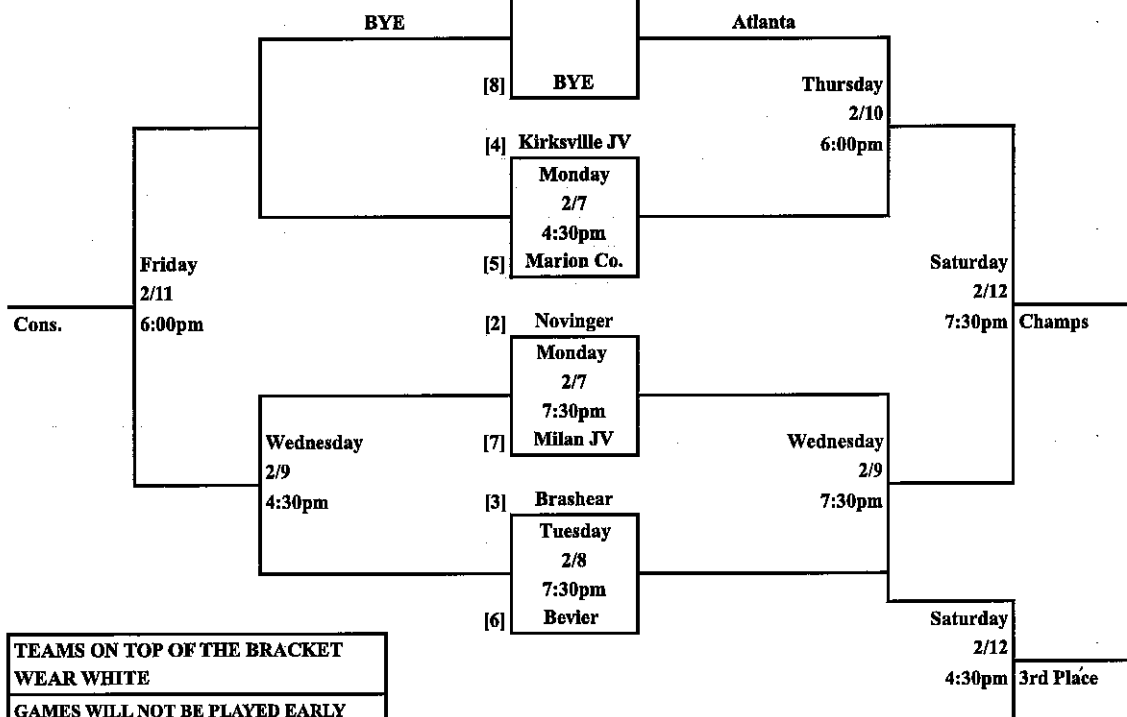 BYE
Atlanta
[8] BYE
Thursday
2/10
6:00pm
[4] Kirksville JV
Monday
2/7
4:30pm
[5] Marion Co.
Friday
2/11
6:00pm
Cons.
Saturday
2/12
7:30pm Champs
[2] Novinger
Monday
2/7
7:30pm
[7] Milan JV
Wednesday
2/9
4:30pm
Wednesday
2/9
7:30pm
[3] Brashear
Tuesday
2/8
7:30pm
[6] Bevier
Saturday
2/12
4:30pm 3rd Place
TEAMS ON TOP OF THE BRACKET
WEAR WHITE
GAMES WILL NOT BE PLAYED EARLY